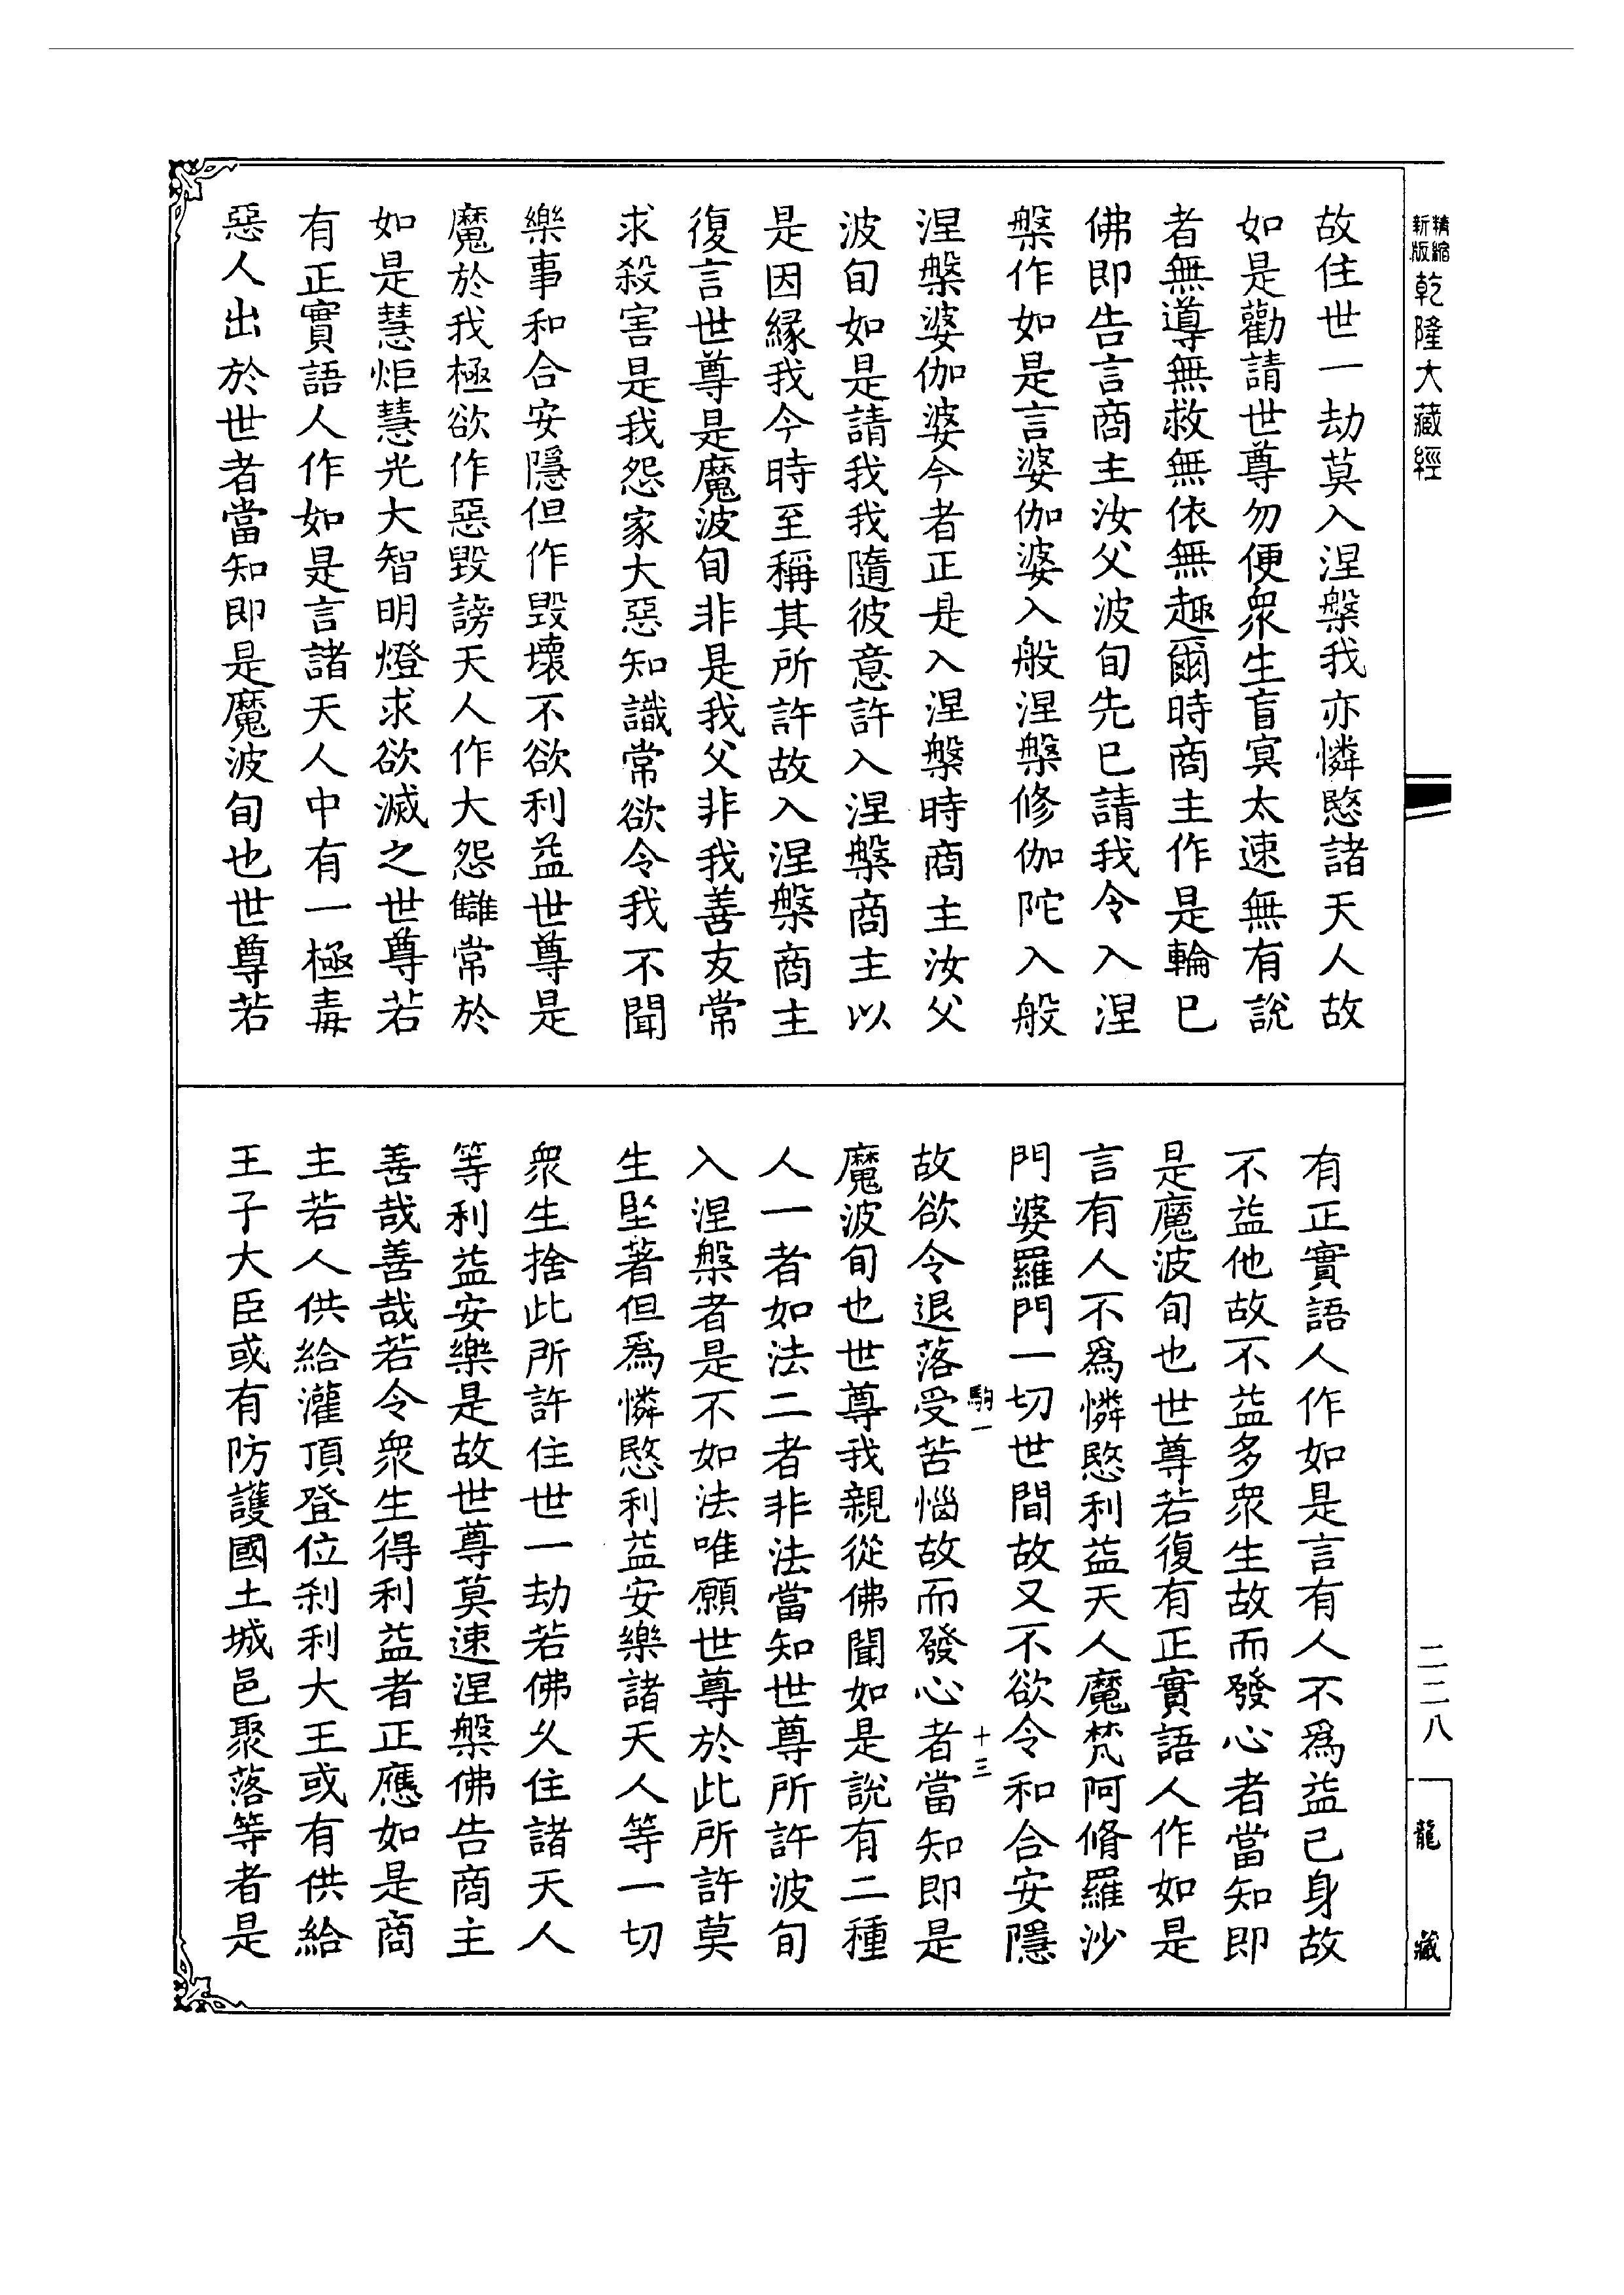 精縮
新版
乾隆大藏經
故住世一劫莫入涅槃我亦憐愍諸天人故
如是勸請世尊勿便衆生盲冥太速無有說
者無導無救無依無趣爾時商主作是輪已
佛即告言商主汝父波旬先已請我令入涅
槃作如是言婆伽婆入般涅槃修伽陀入般
涅槃婆伽婆今者正是入涅槃時商主汝父
波旬如是請我我隨彼意許入涅槃商主以
是因緣我今時至稱其所許故入涅槃商主
復言世尊是魔波旬非是我父非我善友常
求殺害是我怨家大惡知識常欲令我不聞
樂事和合安隱但作毀壞不欲利益世尊是
魔於我極欲作惡毀謗天人作大怨讎常於
如是慧炬慧光大智明燈求欲滅之世尊若
有正實語人作如是言諸天人中有一極毒
惡人出於世者當知即是魔波旬也世尊若
有正實語人作如是言有人不爲益己身故
不益他故不益多衆生故而發心者當知即
是魔波旬也世尊若復有正實語人作如是
言有人不爲憐愍利益天人魔梵阿脩羅沙
門婆羅門一切世間故又不欲令和合安隱
駒一
十三
故欲令退落受苦惱故而發心者當知即是
魔波旬也世尊我親從佛聞如是說有二種
人一者如法二者非法當知世尊所許波旬
入涅槃者是不如法唯願世尊於此所許莫
生堅著但爲憐愍利益安樂諸天人等一切
衆生捨此所許住世一劫若佛久住諸天人
等利益安樂是故世尊莫速涅槃佛告商主
善哉善哉若令衆生得利益者正應如是商
主若人供給灌頂登位刹利大王或有供給
王子大臣或有防護國土城邑聚落等者是
二二八
龍藏